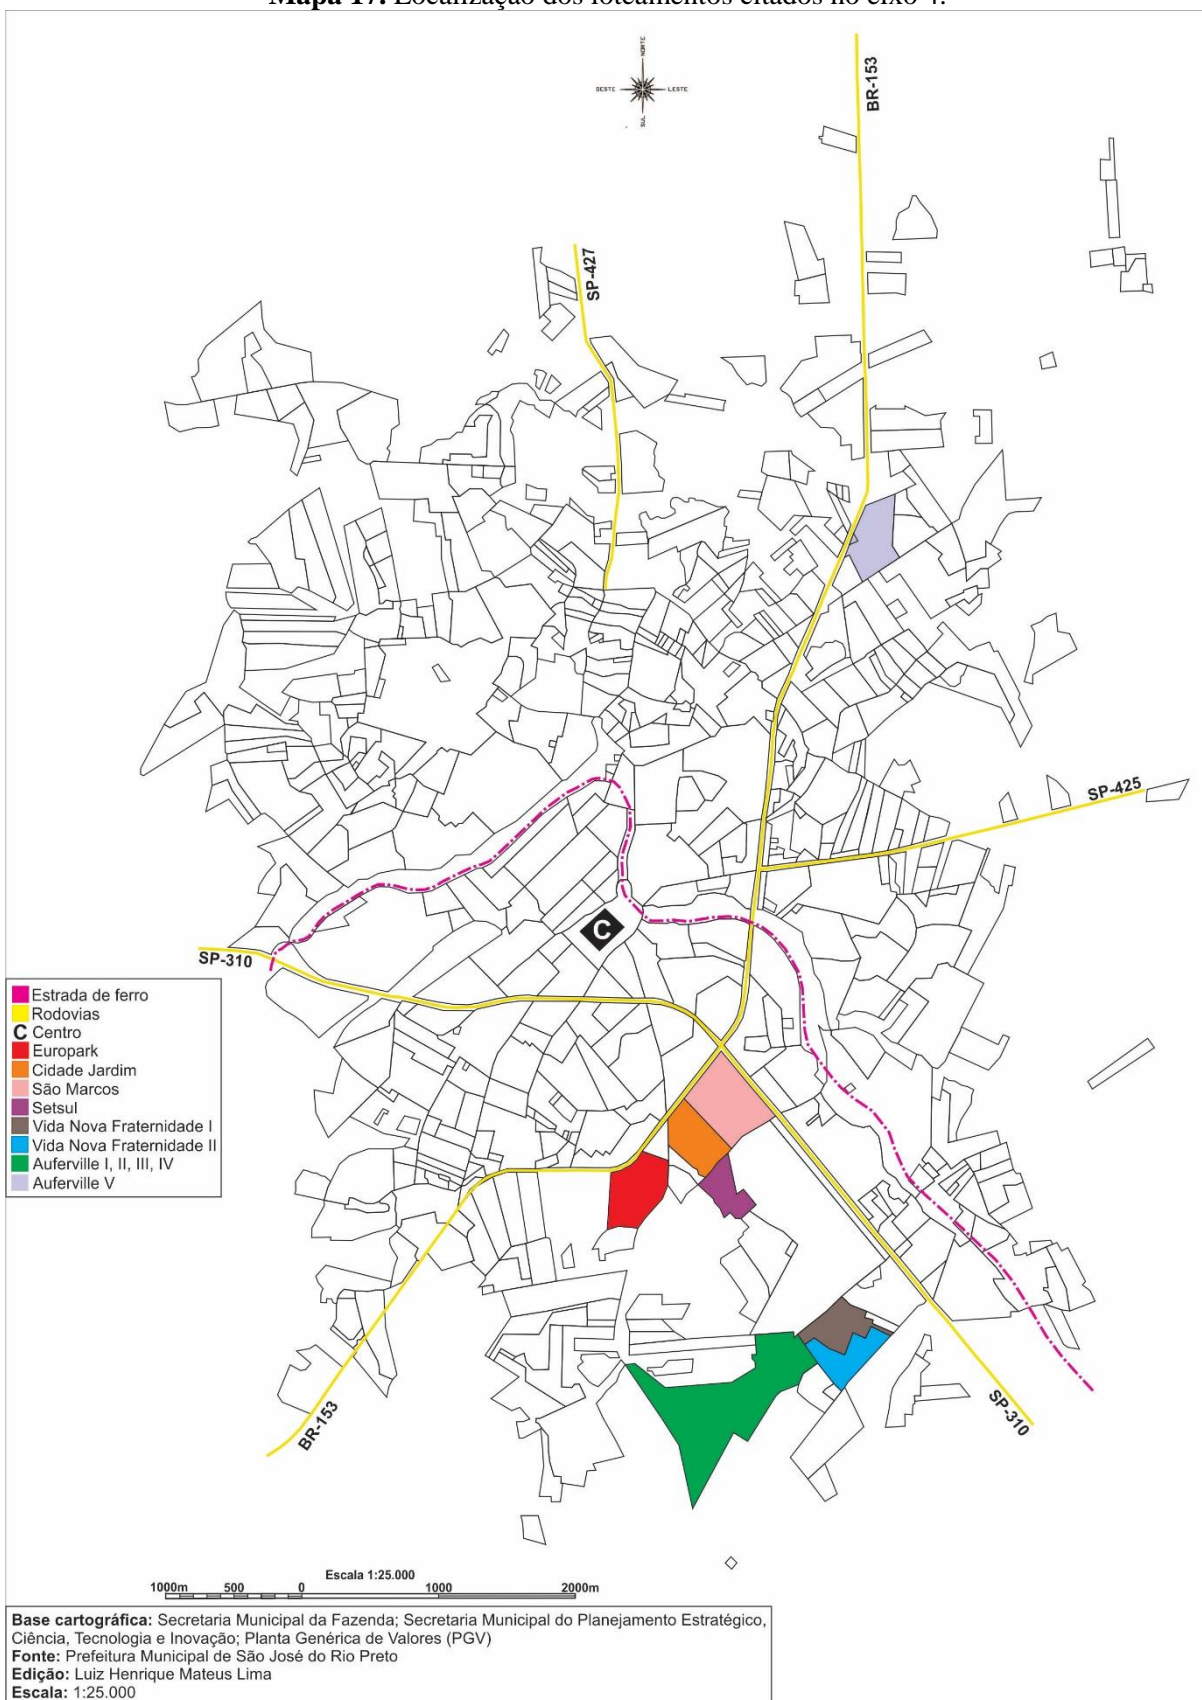 Mapa 17. Localização dos loteamentos citados no eixo 4.
NORTE
OESTE
LESTE
SUL
BR-153
SP-427
SP-425
SP-310
C
Estrada de ferro
Rodovias
C Centro
Europark
Cidade Jardim
São Marcos
Setsul
Vida Nova Fraternidade I
Vida Nova Fraternidade II
Auferville I, II, III, IV
Auferville V
BR-153
SP-310
Escala 1:25.000
1000m 500 0 1000 2000m
Base cartográfica: Secretaria Municipal da Fazenda; Secretaria Municipal do Planejamento Estratégico,
Ciência, Tecnologia e Inovação; Planta Genérica de Valores (PGV)
Fonte: Prefeitura Municipal de São José do Rio Preto
Edição: Luiz Henrique Mateus Lima
Escala: 1:25.000